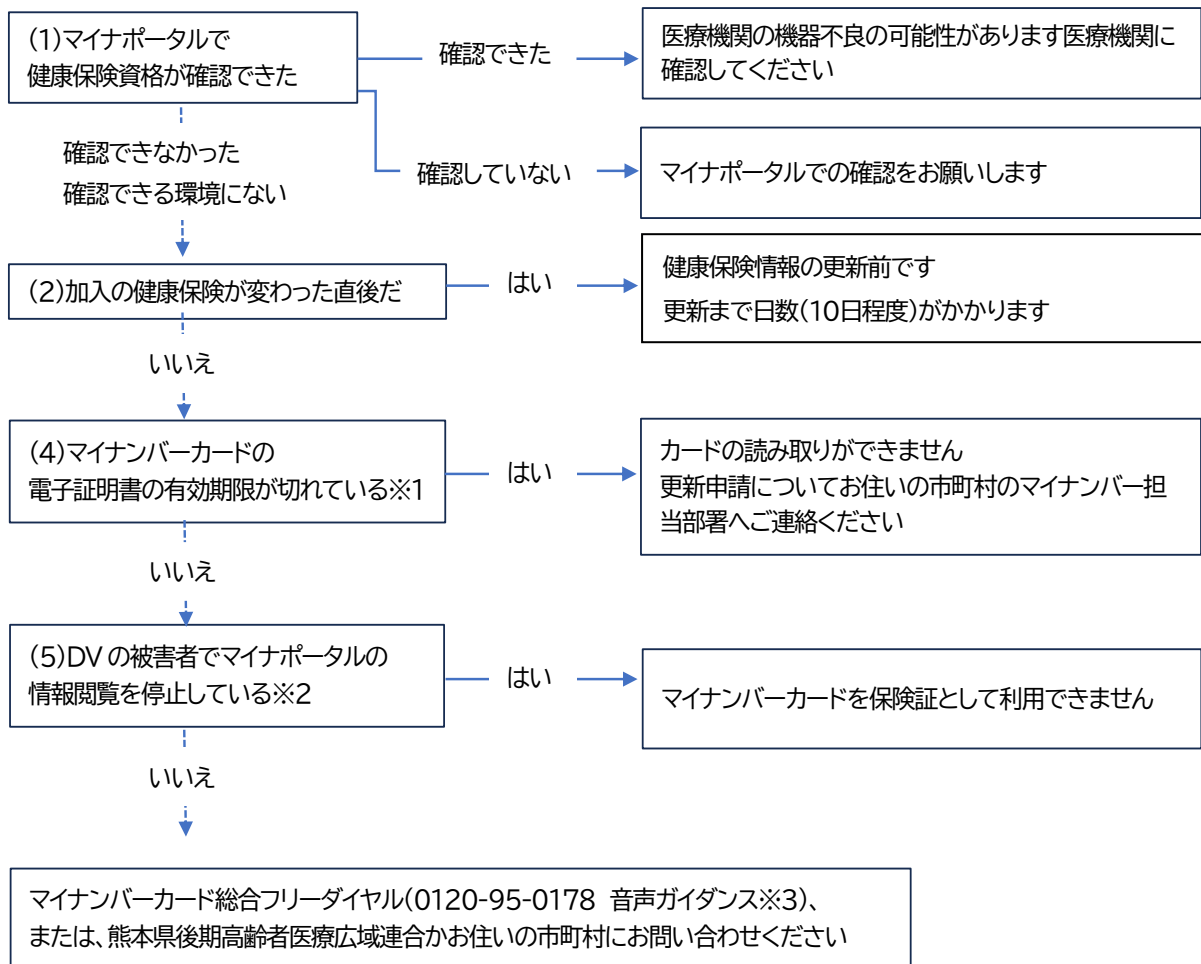 (1)マイナポータルで
健康保険資格が確認できた
確認できた
医療機関の機器不良の可能性があります医療機関に
確認してください
確認できなかった
確認できる環境にない
確認していない
マイナポータルでの確認をお願いします
(2)加入の健康保険が変わった直後だ
はい
健康保険情報の更新前です
更新まで日数(10日程度)がかかります
いいえ
(4)マイナンバーカードの
電子証明書の有効期限が切れている※1
はい
カードの読み取りができません
更新申請についてお住いの市町村のマイナンバー担
当部署へご連絡ください
いいえ
(5)DVの被害者でマイナポータルの
情報閲覧を停止している※2
はい
マイナンバーカードを保険証として利用できません
いいえ
マイナンバーカード総合フリーダイヤル(0120-95-0178 音声ガイダンス※3)、
または、熊本県後期高齢者医療広域連合かお住いの市町村にお問い合わせください